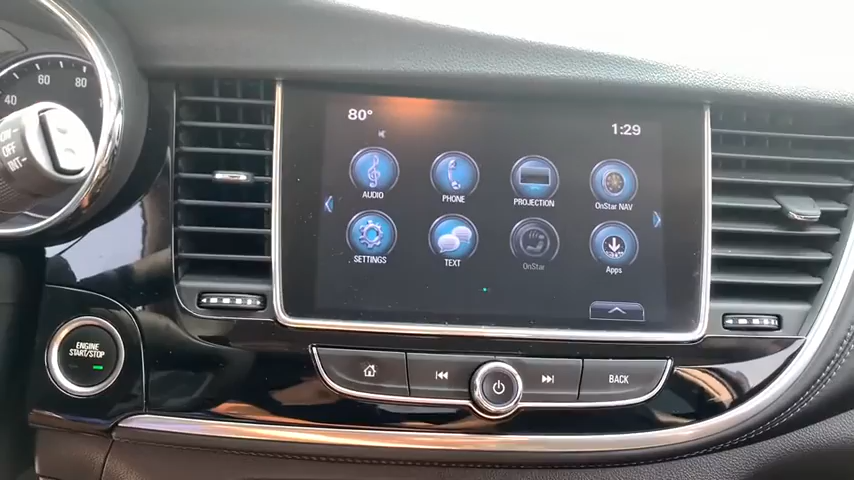 80°
1:29
AUDIO
PHONE
PROJECTION
OnStar NAV
SETTINGS
TEXT
OnStar
Apps
ENGINE
START/STOP
BACK
40
60
80
OFF
INT